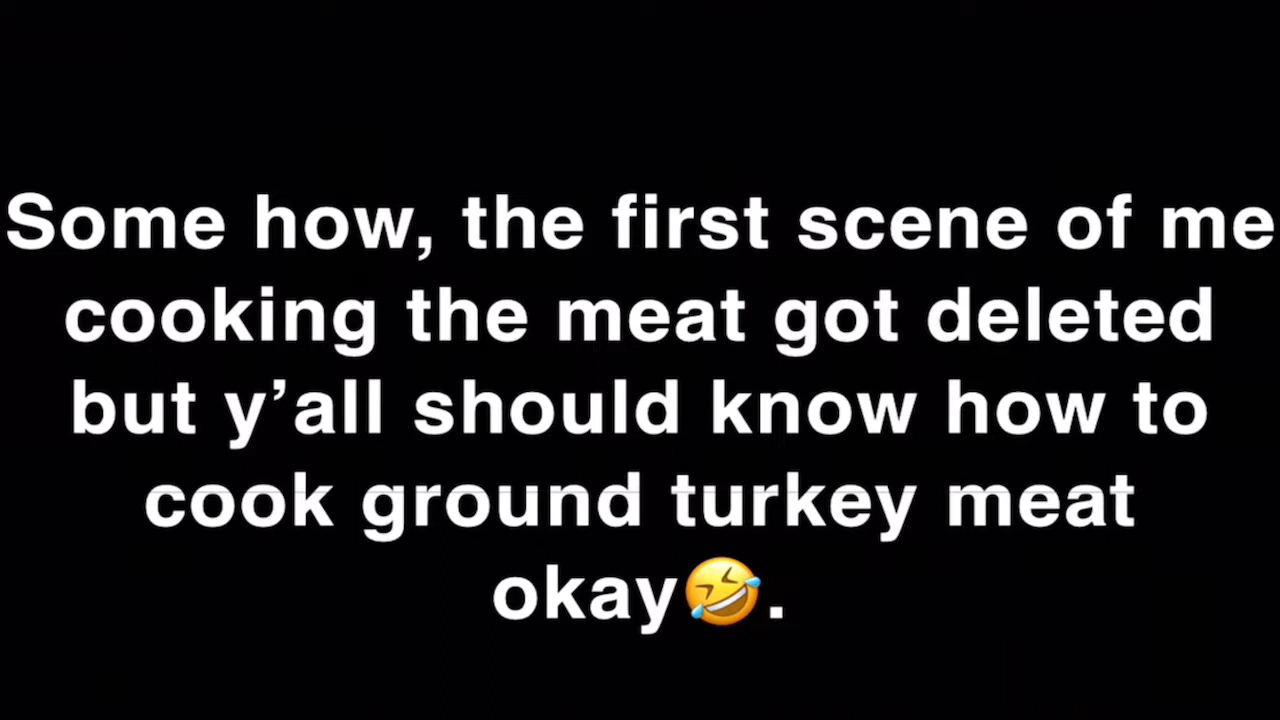 Some how, the first scene of me
cooking the meat got deleted
but y’all should know how to
cook ground turkey meat
okay🤣.